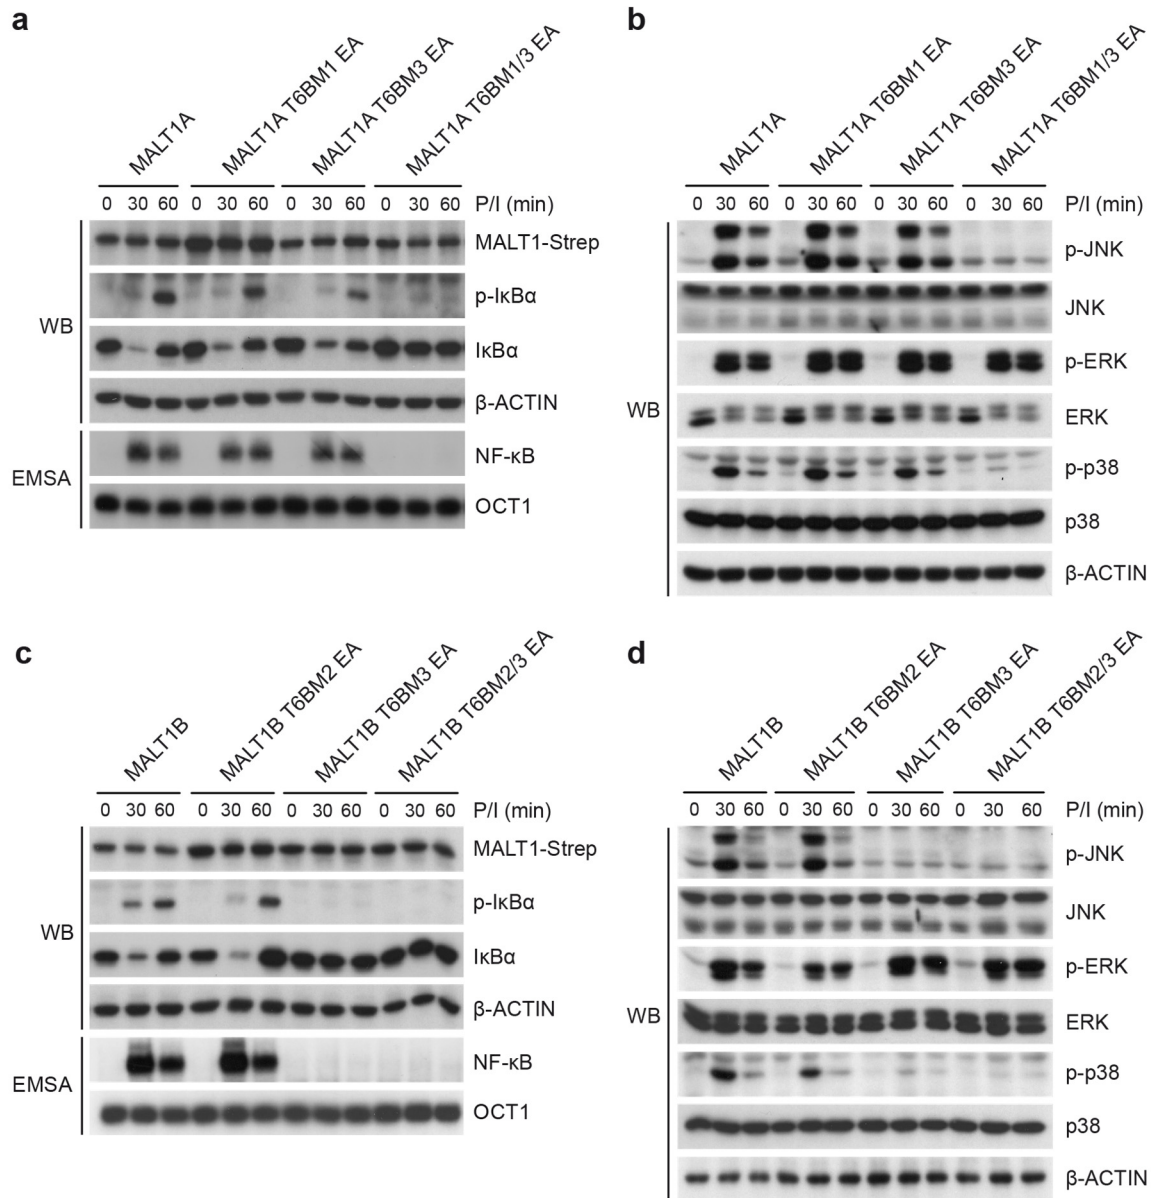 a
MALT1A
MALT1A T6BM1 EA
MALT1A T6BM3 EA
MALT1A T6BM1/3 EA
0 30 60 0 30 60 0 30 60 0 30 60 P/I (min)
WB
MALT1-Strep
p-IκBα
IκBα
β-ACTIN
EMSA
NF-κB
OCT1
b
MALT1A
MALT1A T6BM1 EA
MALT1A T6BM3 EA
MALT1A T6BM1/3 EA
0 30 60 0 30 60 0 30 60 0 30 60 P/I (min)
WB
p-JNK
JNK
p-ERK
ERK
p-p38
p38
β-ACTIN
c
MALT1B
MALT1B T6BM2 EA
MALT1B T6BM3 EA
MALT1B T6BM2/3 EA
0 30 60 0 30 60 0 30 60 0 30 60 P/I (min)
WB
MALT1-Strep
p-IκBα
IκBα
β-ACTIN
EMSA
NF-κB
OCT1
d
MALT1B
MALT1B T6BM2 EA
MALT1B T6BM3 EA
MALT1B T6BM2/3 EA
0 30 60 0 30 60 0 30 60 0 30 60 P/I (min)
WB
p-JNK
JNK
p-ERK
ERK
p-p38
p38
β-ACTIN